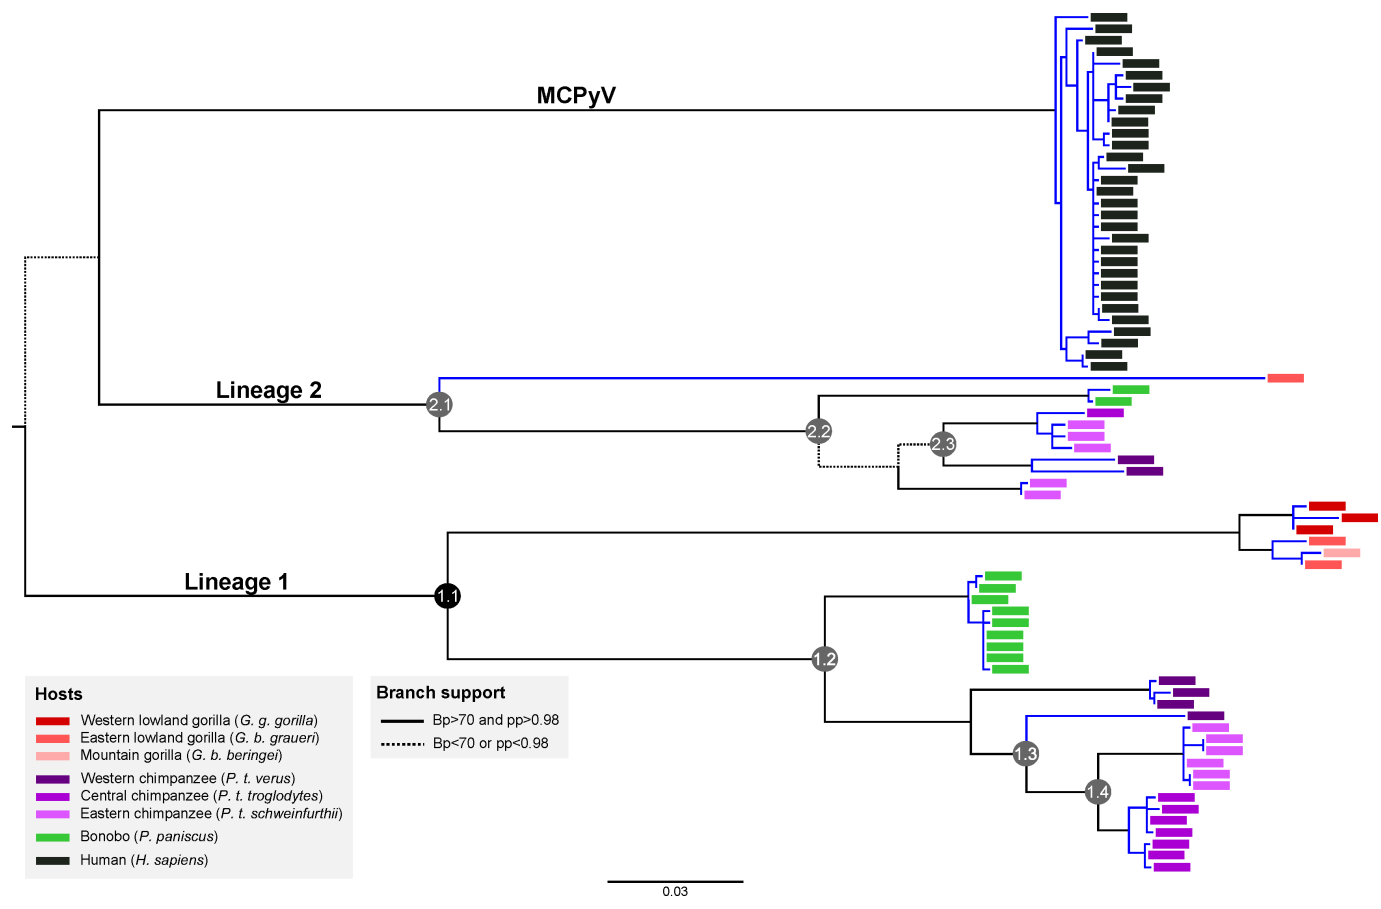 MCPyV
Lineage 2
2.1
2.2
2.3
Lineage 1
1.1
1.2
1.3
1.4
Hosts
Western lowland gorilla (G. g. gorilla)
Eastern lowland gorilla (G. b. graueri)
Mountain gorilla (G. b. beringei)
Western chimpanzee (P. t. verus)
Central chimpanzee (P. t. troglodytes)
Eastern chimpanzee (P. t. schweinfurthii)
Bonobo (P. paniscus)
Human (H. sapiens)
Branch support
Bp>70 and pp>0.98
Bp<70 or pp<0.98
0.03